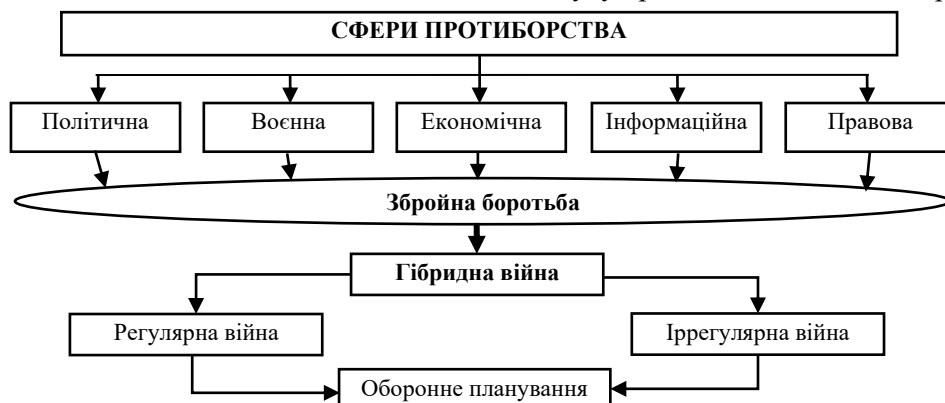 СФЕРИ ПРОТИБОРСТВА
Політична Воєнна Економічна Інформаційна Правова
Збройна боротьба
Гібридна війна
Регулярна війна Іррегулярна війна
Оборонне планування